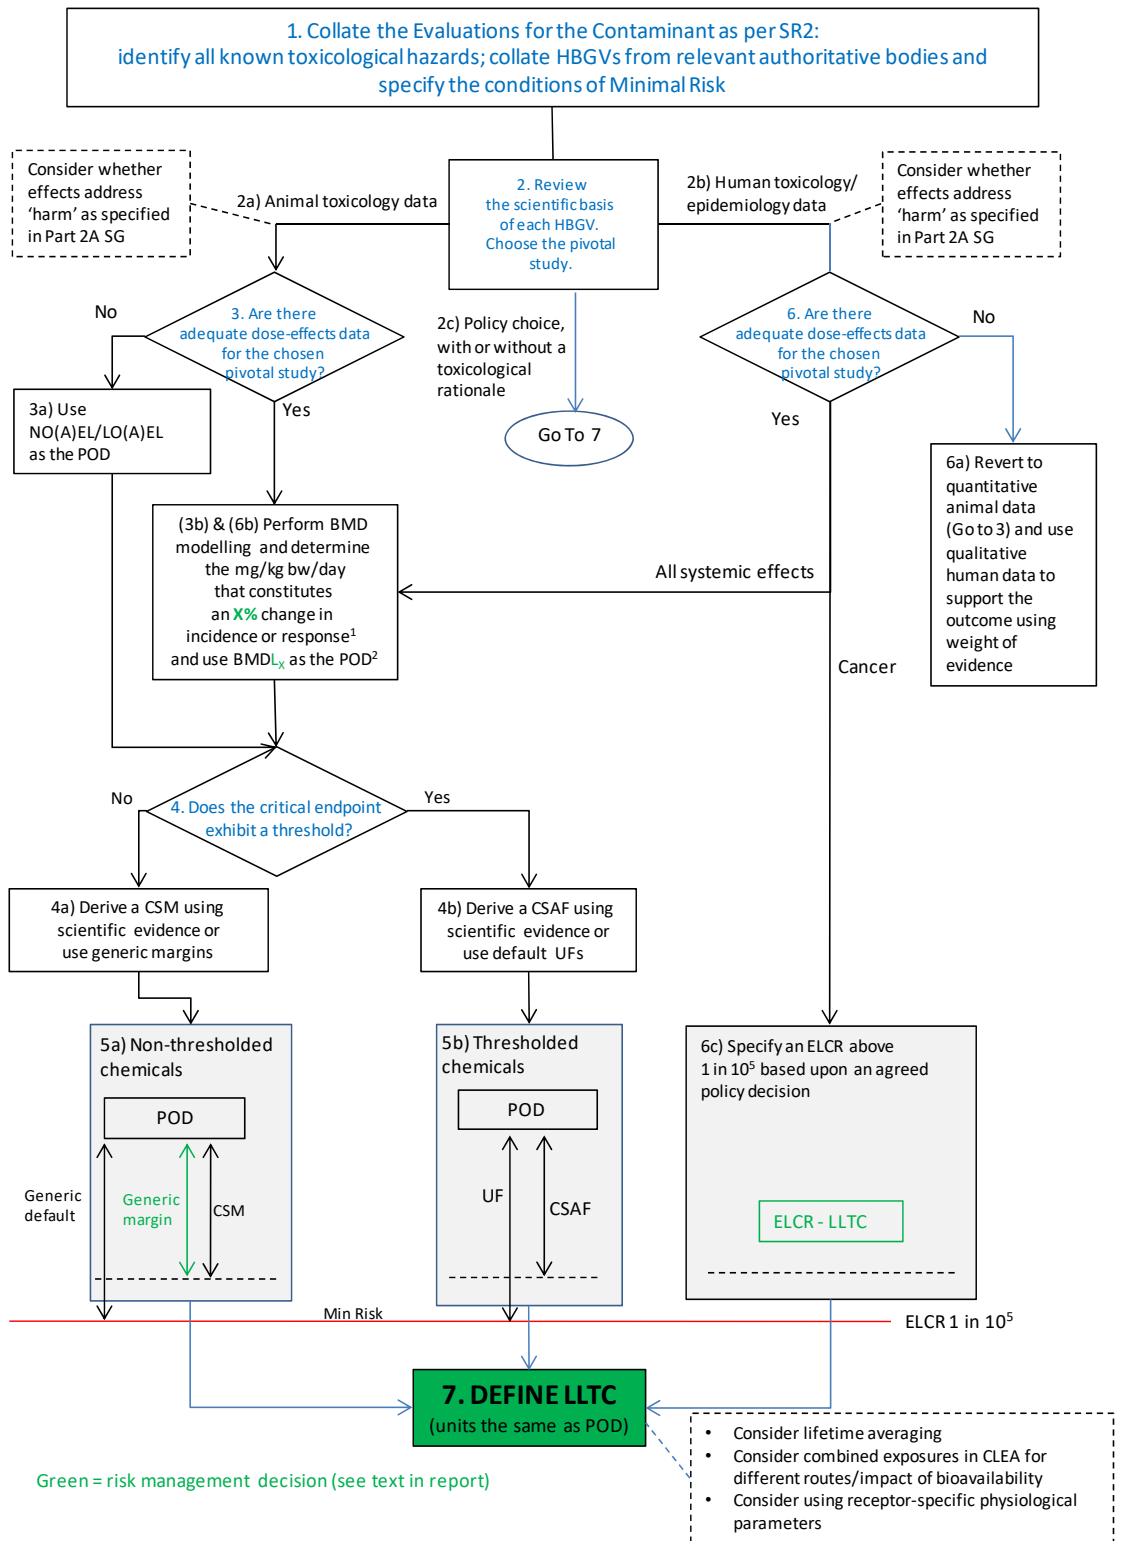 1. Collate the Evaluations for the Contaminant as per SR2:
identify all known toxicological hazards; collate HBGVs from relevant authoritative bodies and
specify the conditions of Minimal Risk
Consider whether
effects address
‘harm’ as specified
in Part 2A SG
2a) Animal toxicology data
2. Review
the scientific basis
of each HBGV.
Choose the pivotal
study.
2b) Human toxicology/
epidemiology data
Consider whether
effects address
‘harm’ as specified
in Part 2A SG
No
3. Are there
adequate dose-effects data
for the chosen
pivotal study?
Yes
2c) Policy choice,
with or without a
toxicological
rationale
Go To 7
6. Are there
adequate dose-effects data
for the chosen
pivotal study?
No
Yes
3a) Use
NO(A)EL/LO(A)EL
as the POD
6a) Revert to
quantitative
animal data
(Go to 3) and use
qualitative
human data to
support the
outcome using
weight of
evidence
(3b) & (6b) Perform BMD
modelling and determine
the mg/kg bw/day
that constitutes
an X% change in
incidence or response¹
and use BMDLₓ as the POD²
All systemic effects
Cancer
No
4. Does the critical endpoint
exhibit a threshold?
Yes
4a) Derive a CSM using
scientific evidence or
use generic margins
4b) Derive a CSAF using
scientific evidence or
use default UFs
5a) Non-thresholded
chemicals
POD
Generic
default
Generic
margin
CSM
5b) Thresholded
chemicals
POD
UF
CSAF
6c) Specify an ELCR above
1 in 10⁵ based upon an agreed
policy decision
ELCR - LLTC
Min Risk
ELCR 1 in 10⁵
7. DEFINE LLTC
(units the same as POD)
• Consider lifetime averaging
• Consider combined exposures in CLEA for
different routes/impact of bioavailability
• Consider using receptor-specific physiological
parameters
Green = risk management decision (see text in report)